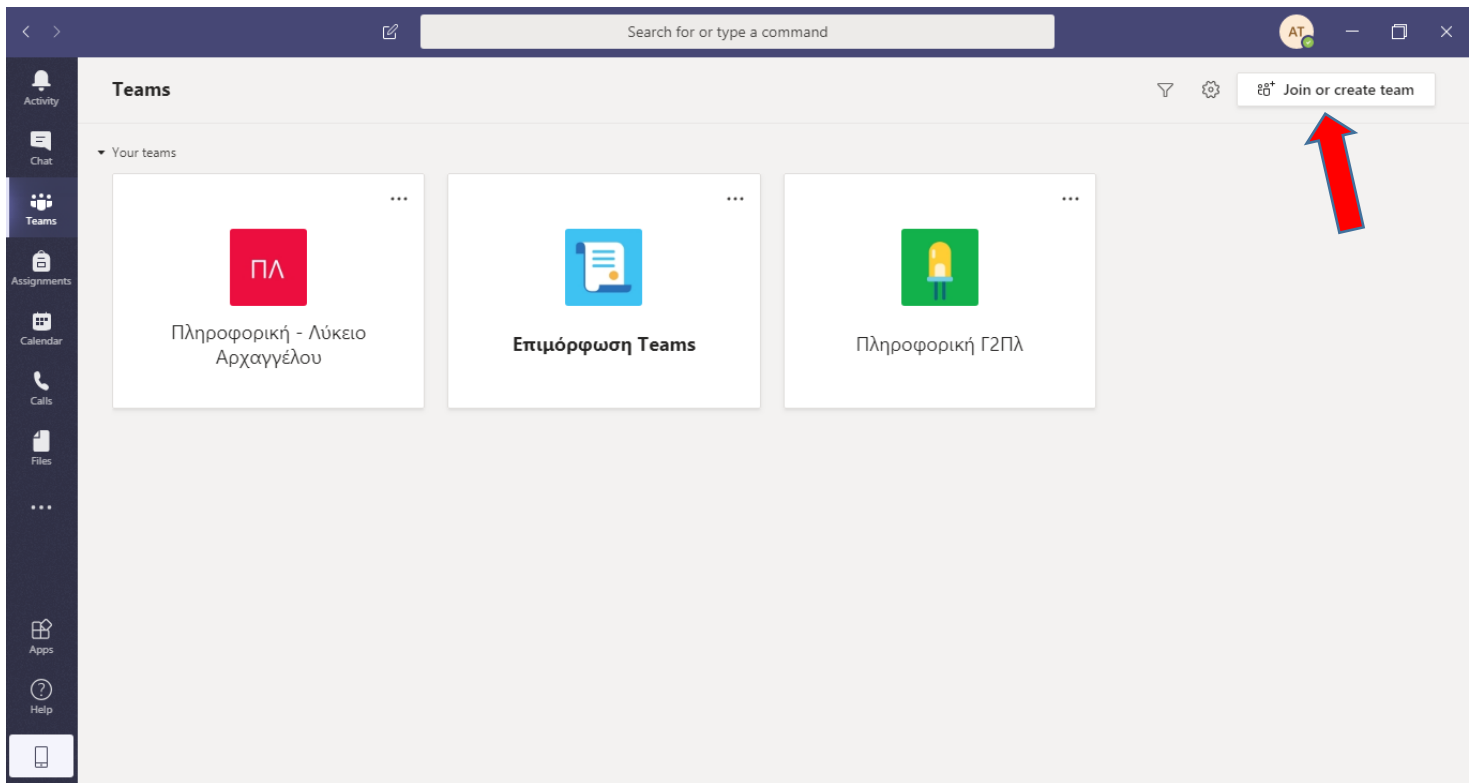 Search for or type a command
AT
Activity
Teams
Join or create team
Chat
Your teams
Teams
ΠΛ
Πληροφορική - Λύκειο
Αρχαγγέλου
Επιμόρφωση Teams
Πληροφορική Γ2Πλ
Assignments
Calendar
Calls
Files
Apps
Help